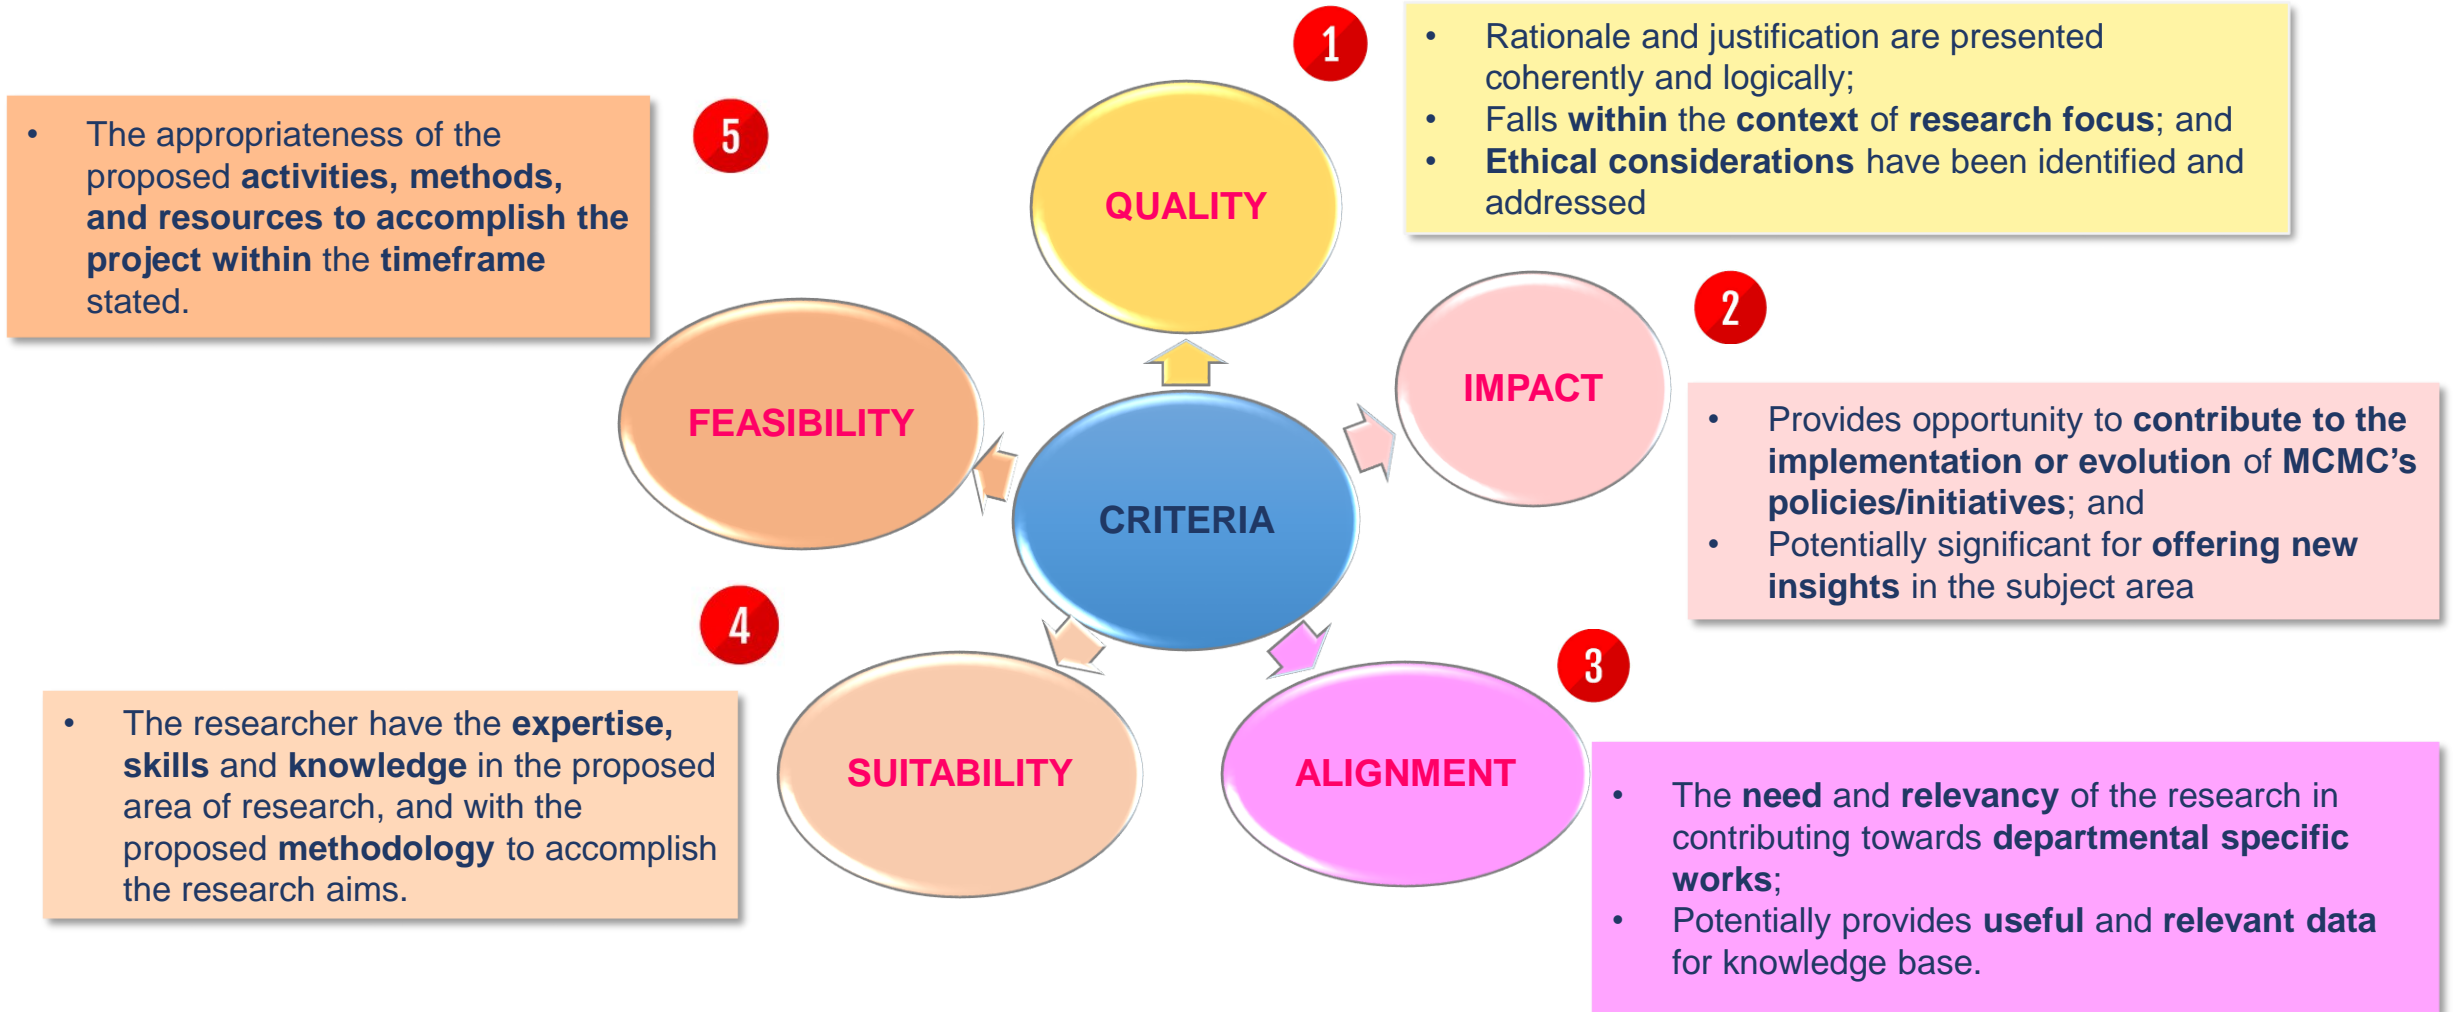 1
• Rationale and justification are presented
coherently and logically;
• Falls within the context of research focus; and
• Ethical considerations have been identified and
addressed
QUALITY
2
IMPACT
• Provides opportunity to contribute to the
implementation or evolution of MCMC’s
policies/initiatives; and
• Potentially significant for offering new
insights in the subject area
3
ALIGNMENT
• The need and relevancy of the research in
contributing towards departmental specific
works;
• Potentially provides useful and relevant data
for knowledge base.
4
SUITABILITY
• The researcher have the expertise,
skills and knowledge in the proposed
area of research, and with the
proposed methodology to accomplish
the research aims.
5
FEASIBILITY
• The appropriateness of the
proposed activities, methods,
and resources to accomplish the
project within the timeframe
stated.
CRITERIA